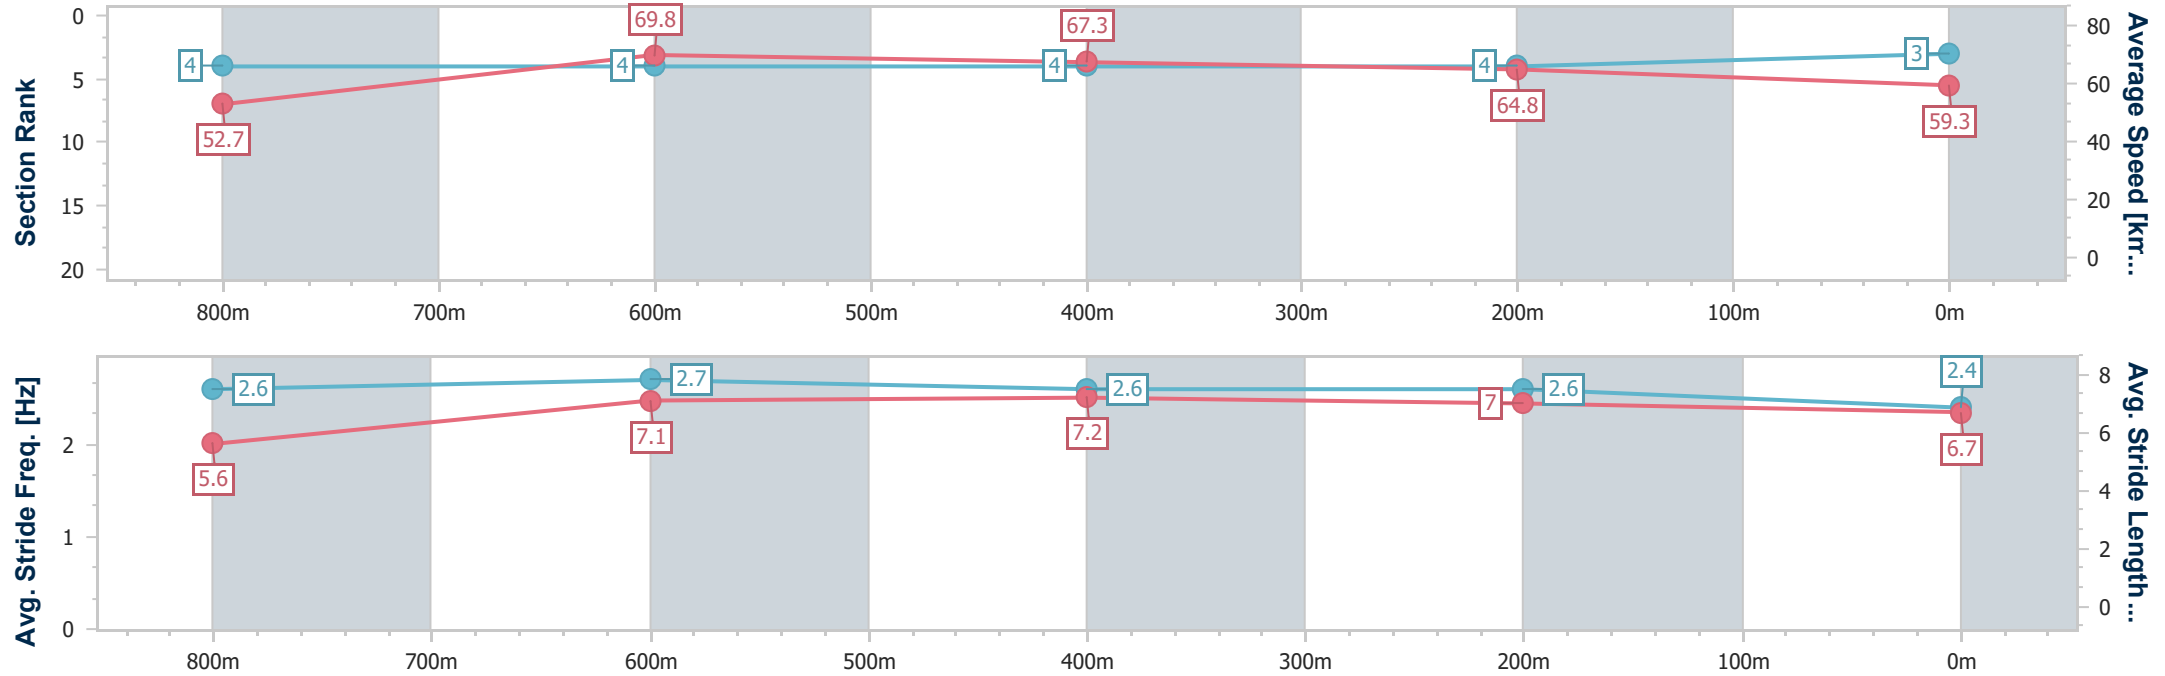 Section Rank
0
5
10
15
20
4
4
4
4
3
52.7
69.8
67.3
64.8
59.3
80
60
40
20
0
Average Speed [km...
800m
700m
600m
500m
400m
300m
200m
100m
0m
Avg. Stride Freq. [Hz]
2
1
0
2.6
2.7
2.6
2.6
2.4
5.6
7.1
7.2
7
6.7
8
6
4
2
0
Avg. Stride Length ...
800m
700m
600m
500m
400m
300m
200m
100m
0m